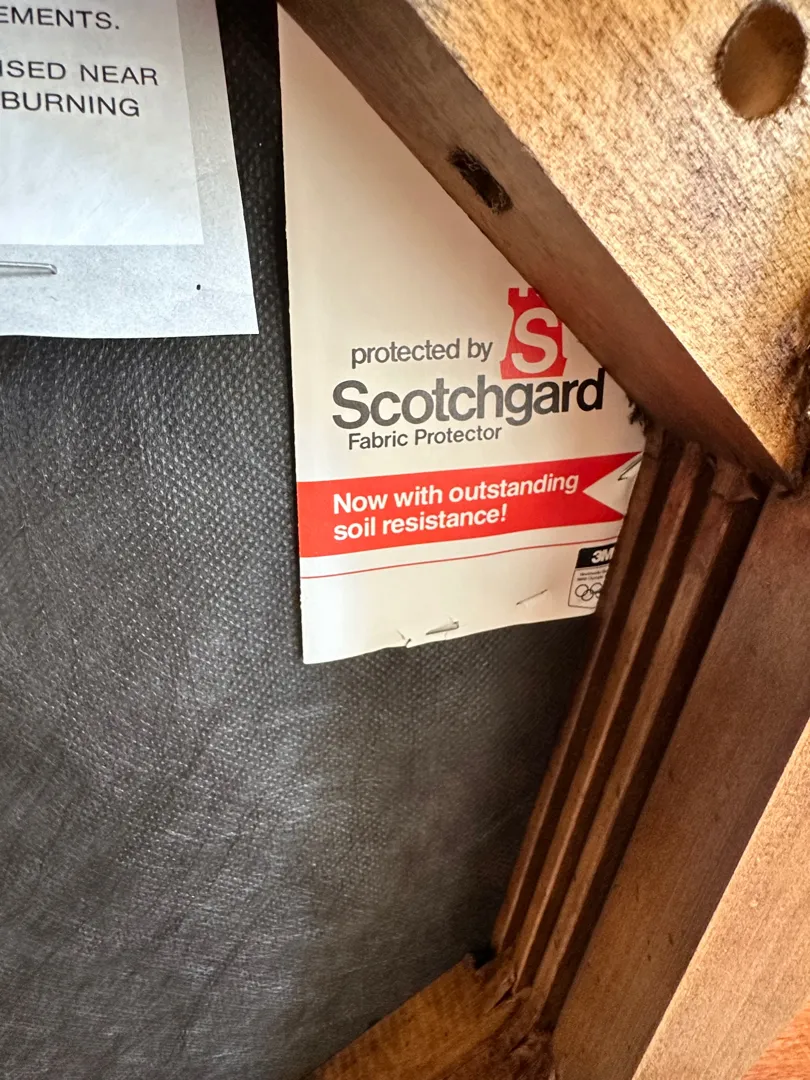 EMENTS.
ISED NEAR
BURNING
protected by
S
Scotchgard
Fabric Protector
Now with outstanding
soil resistance!
3M